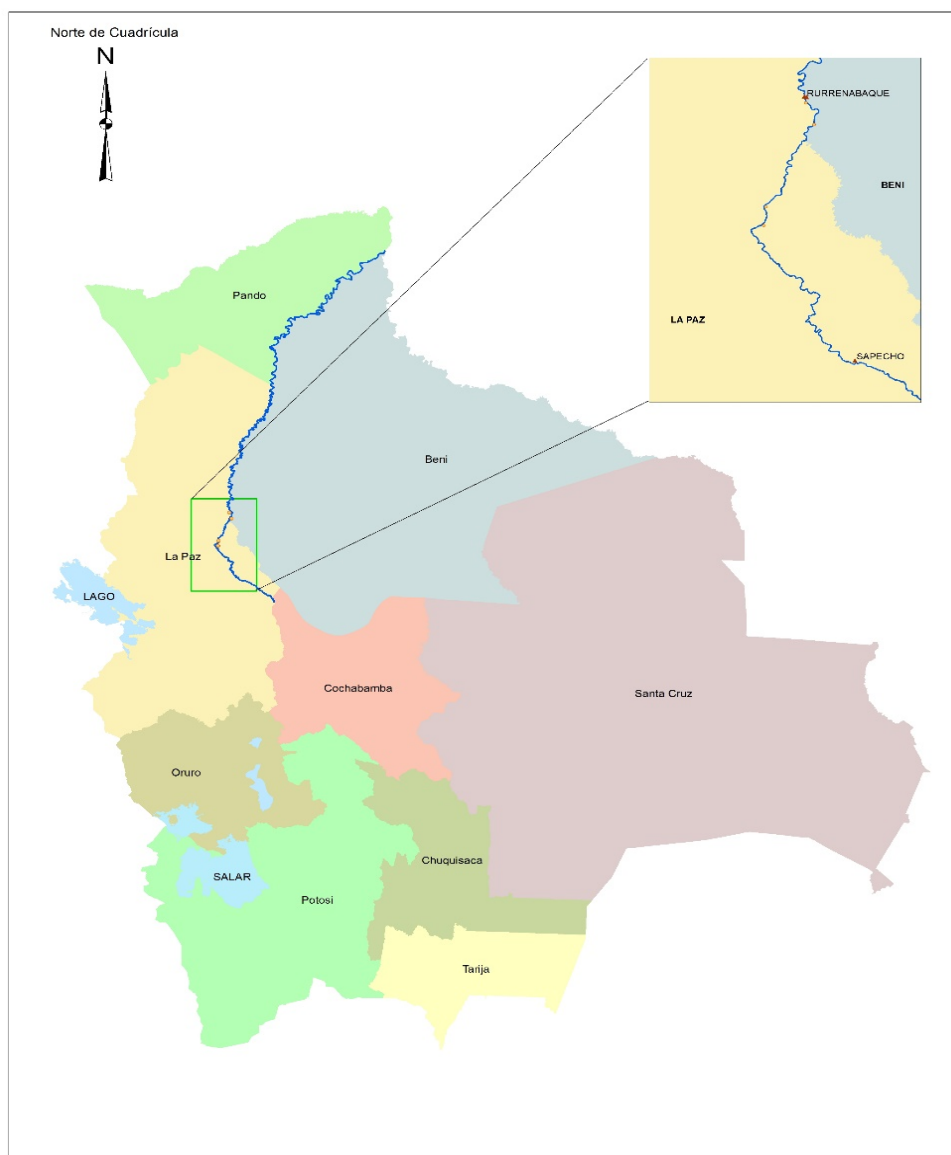 Norte de Cuadrícula
N
RURRENABAQUE
BENI
LA PAZ
SAPECHO
Pando
Beni
La Paz
LAGO
Cochabamba
Santa Cruz
Oruro
SALAR
Chuquisaca
Potosi
Tarija